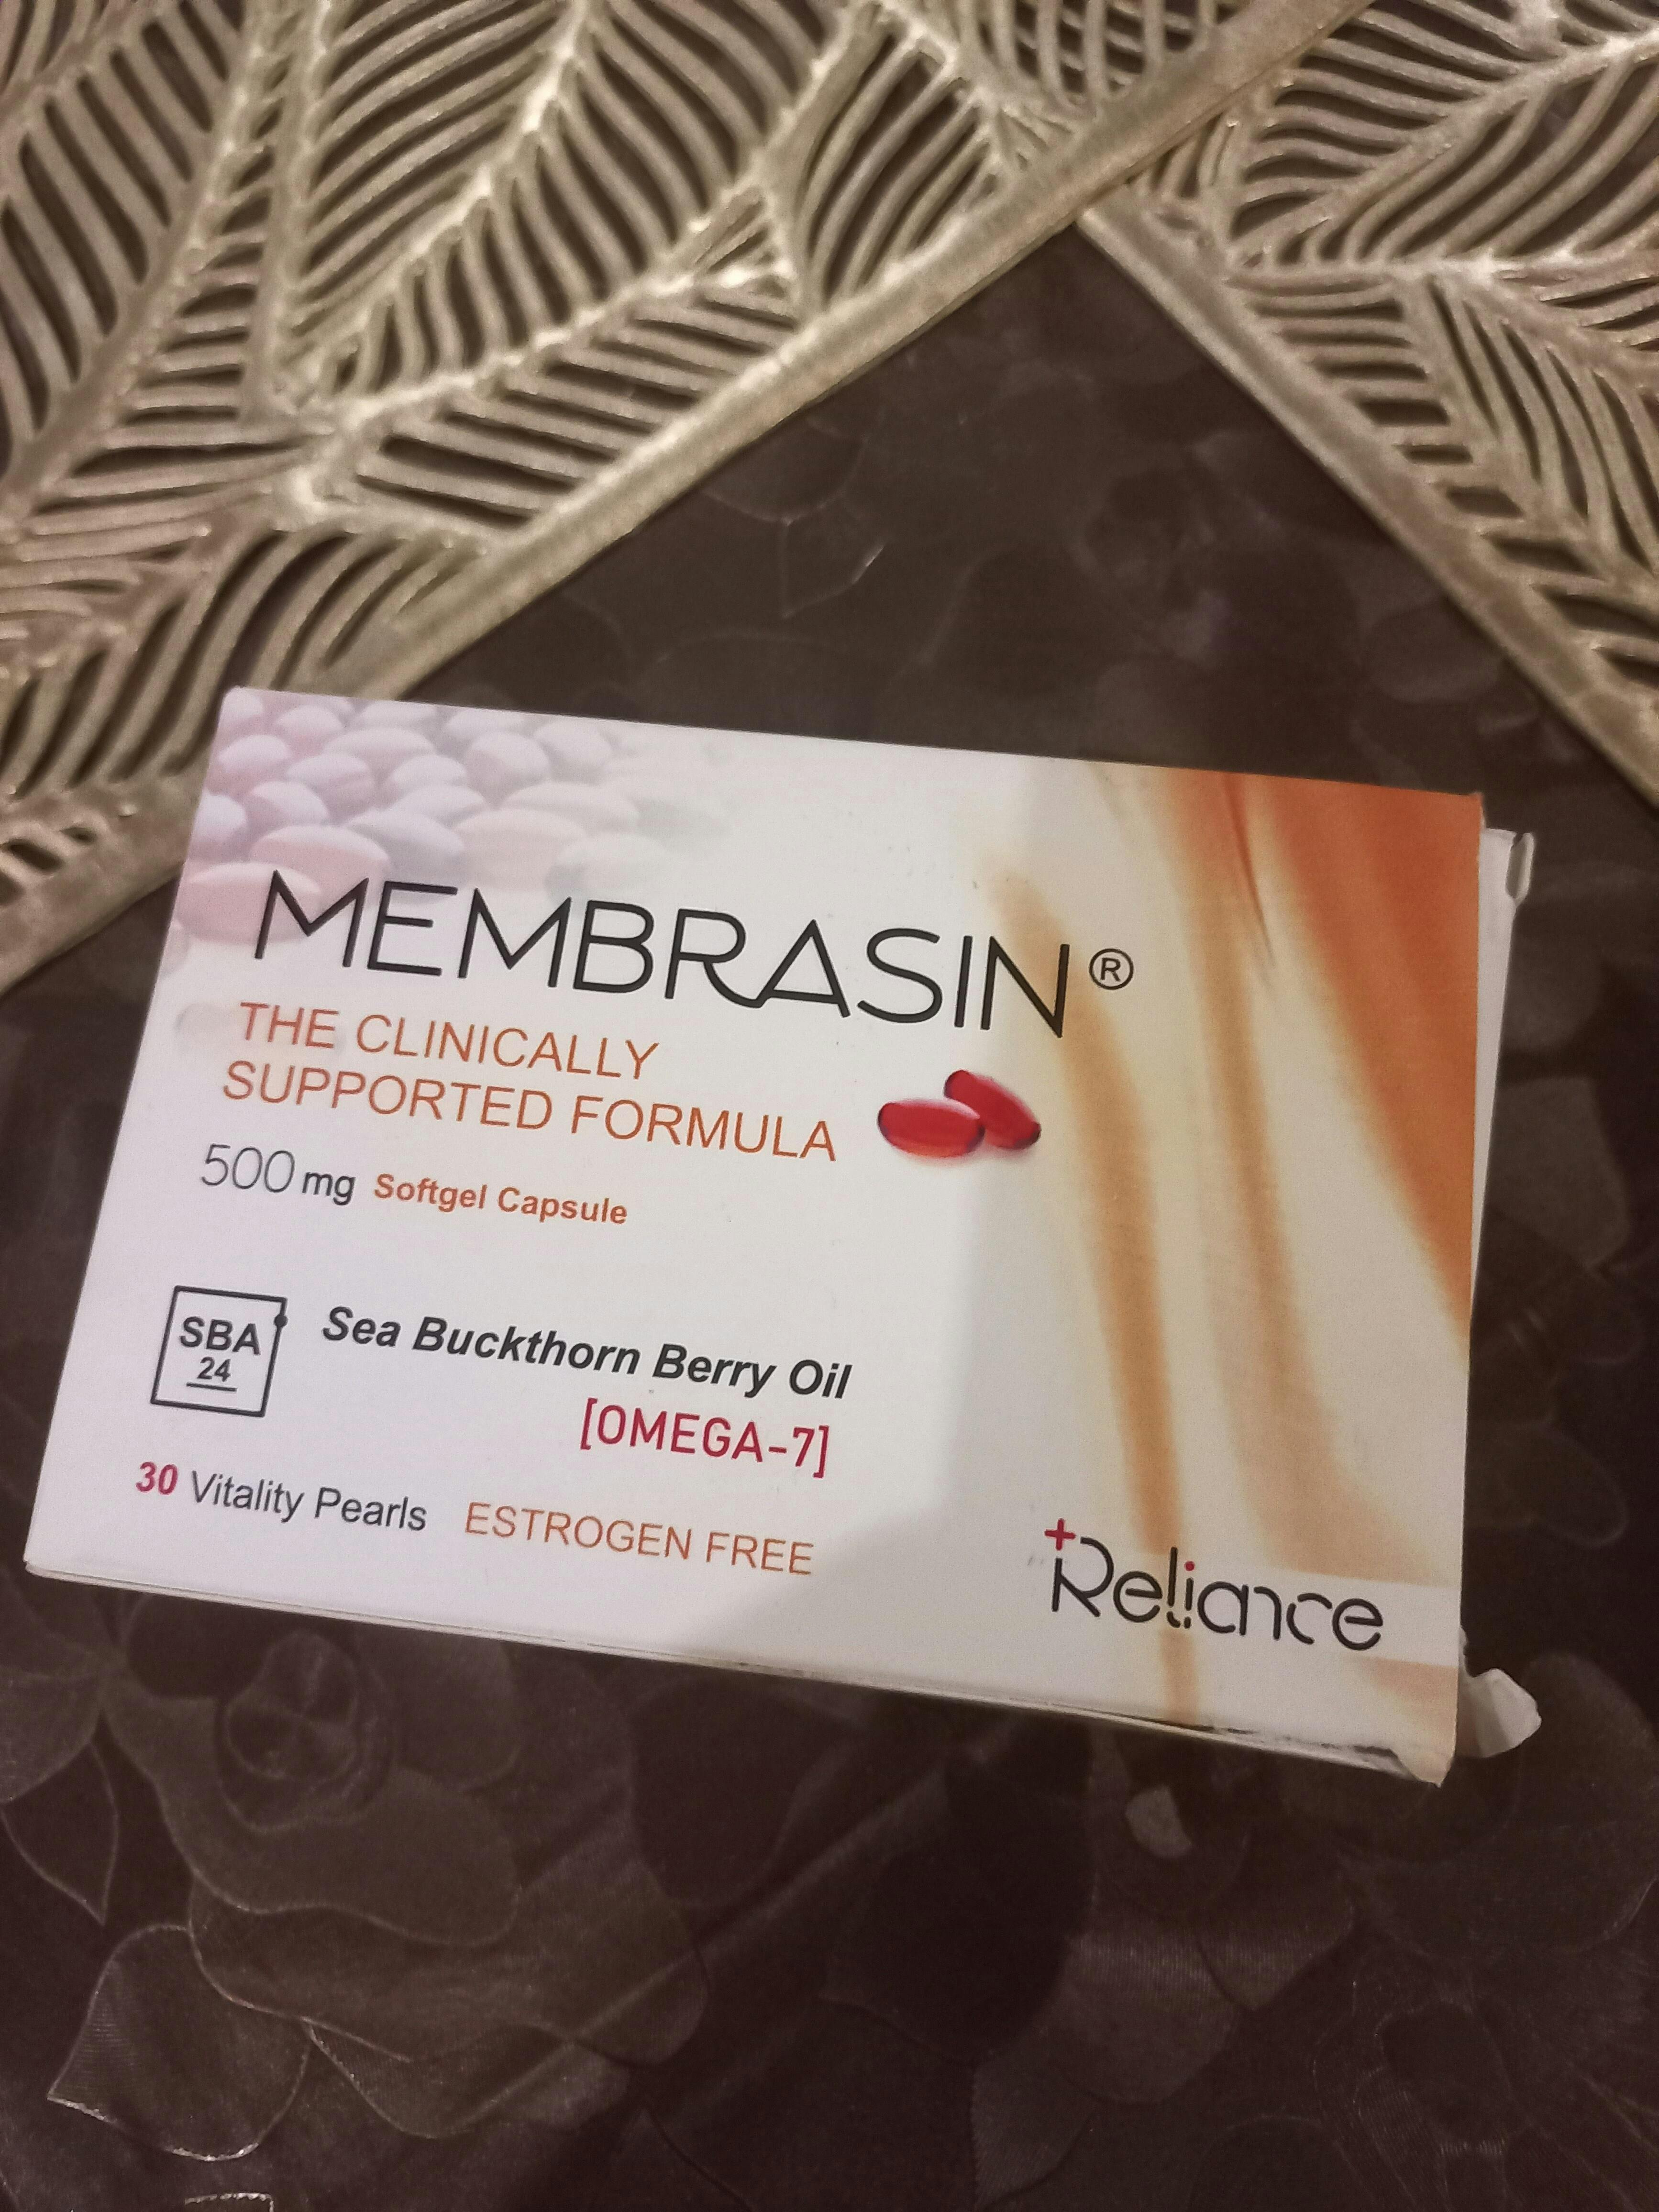 MEMBRASIN®
THE CLINICALLY
SUPPORTED FORMULA
500 mg Softgel Capsule
SBA
24
Sea Buckthorn Berry Oil
[OMEGA-7]
30 Vitality Pearls ESTROGEN FREE
Reliance